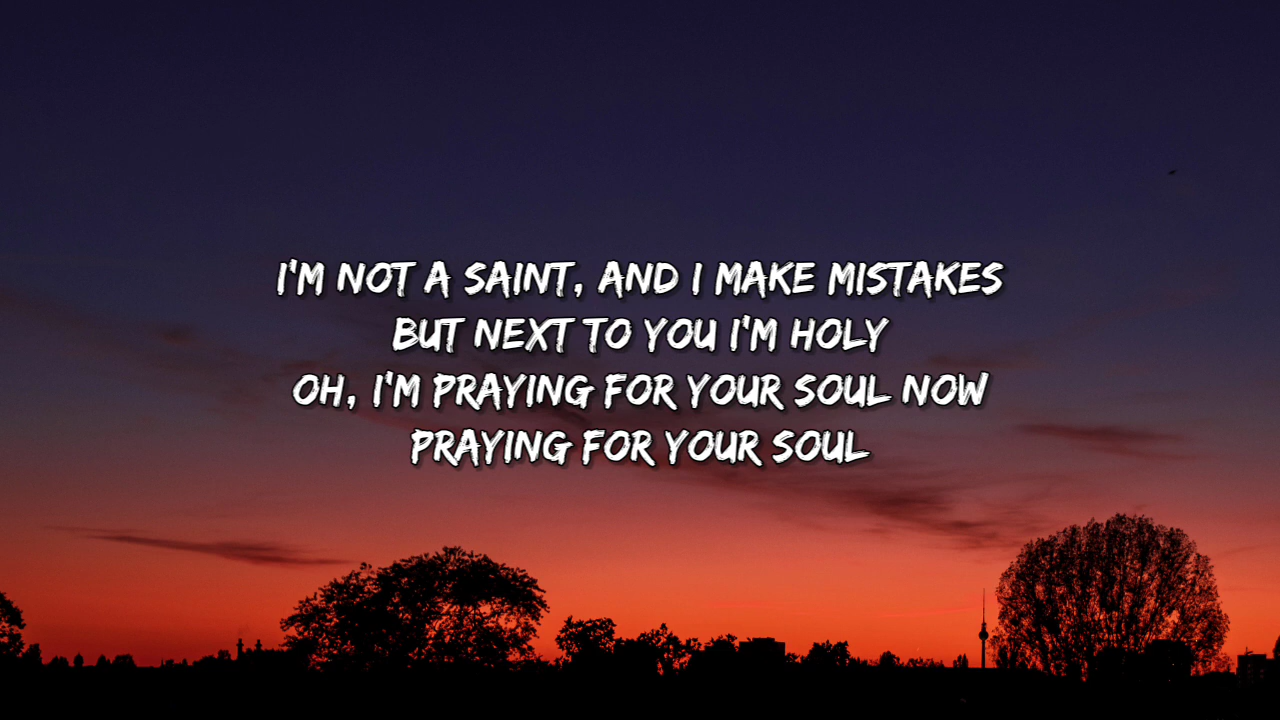 I'M NOT A SAINT, AND I MAKE MISTAKES
BUT NEXT TO YOU I'M HOLY
OH, I'M PRAYING FOR YOUR SOUL NOW
PRAYING FOR YOUR SOUL